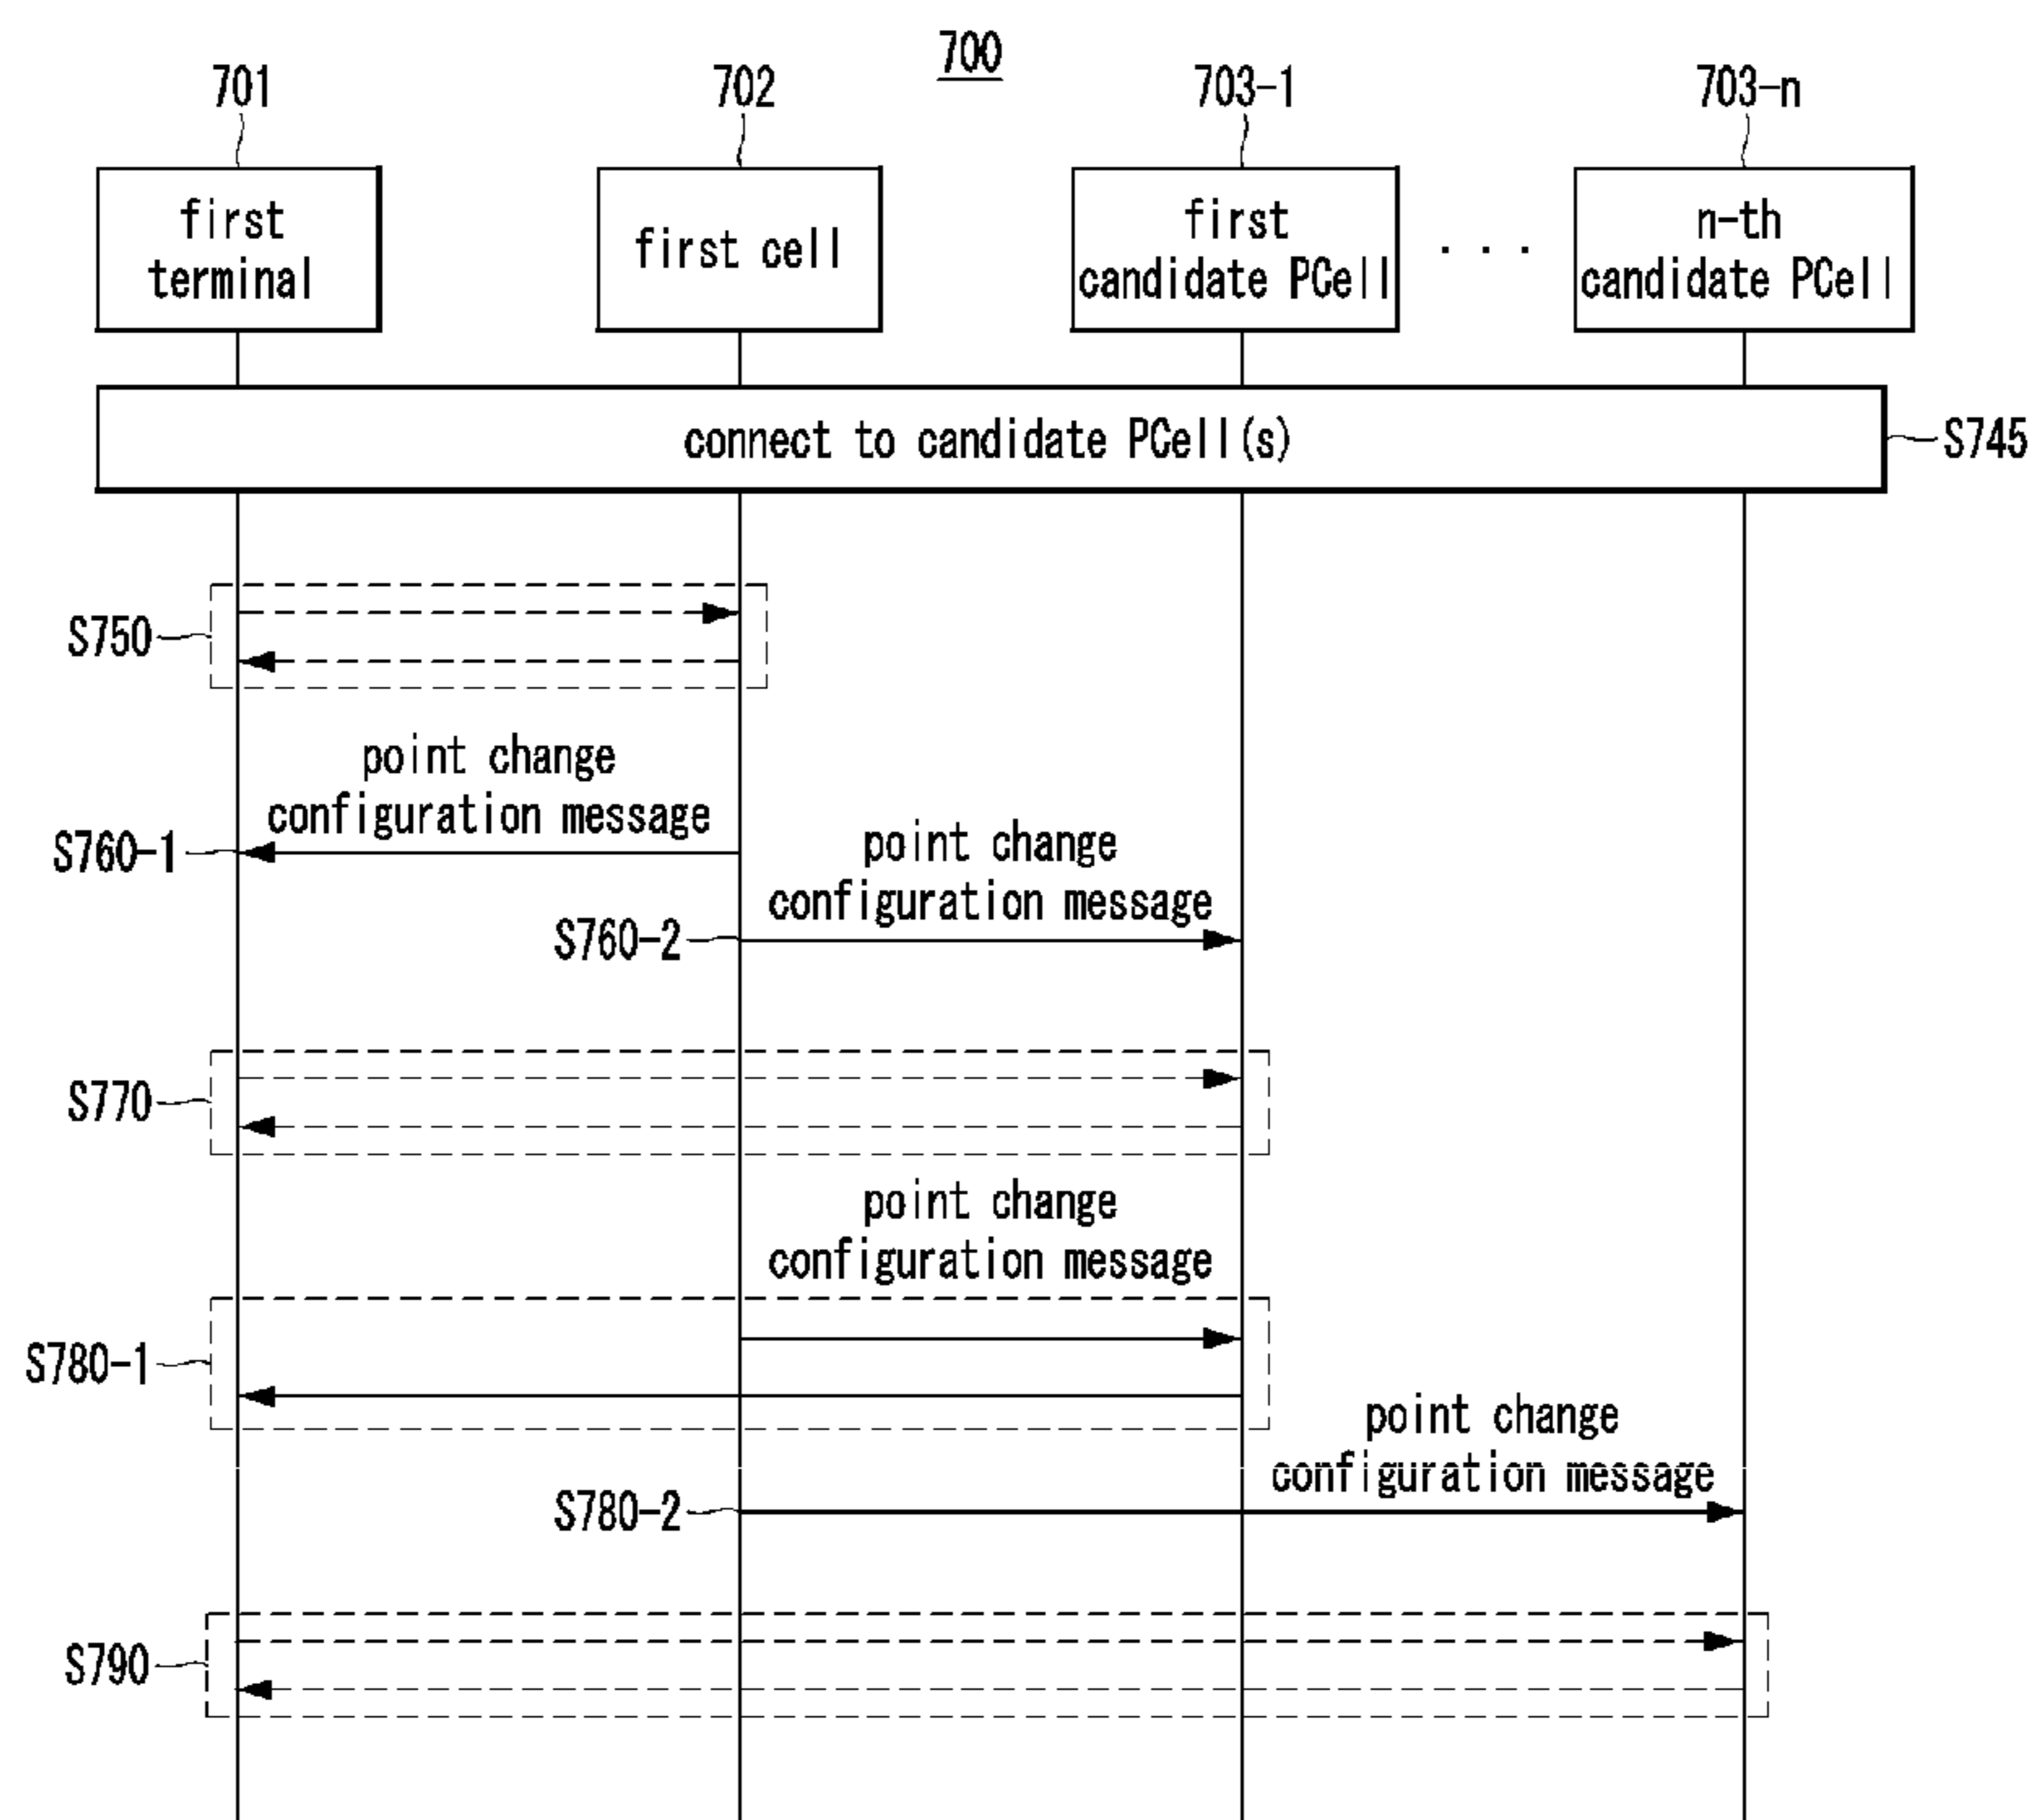 700
701
702
703-1
703-n
first
terminal
first cell
first
candidate PCell
. . .
n-th
candidate PCell
connect to candidate PCell(s)
S745
S750
point change
configuration message
S760-1
point change
configuration message
S760-2
S770
point change
configuration message
S780-1
point change
configuration message
S780-2
S790